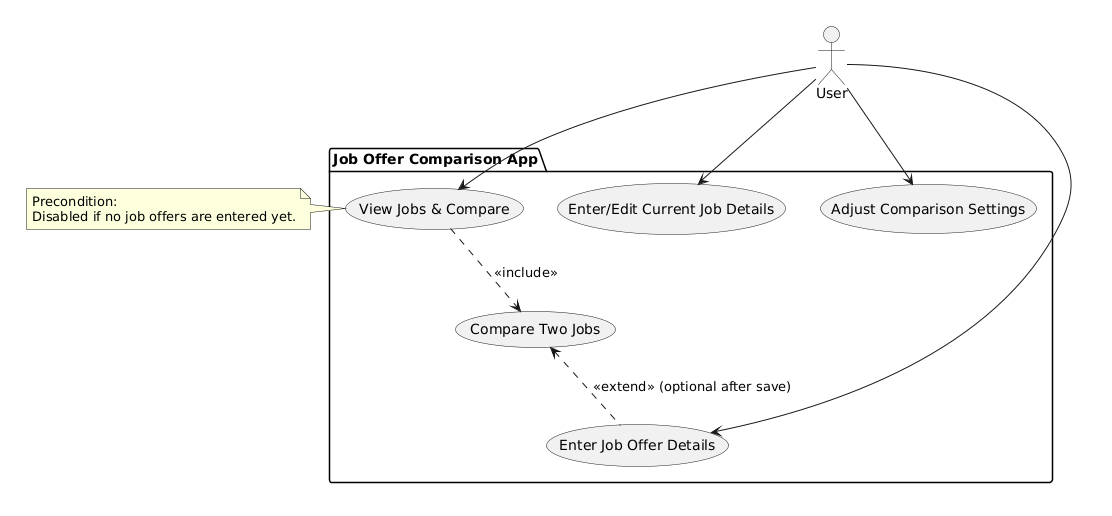 User
Job Offer Comparison App
Precondition:
Disabled if no job offers are entered yet.
View Jobs & Compare
Enter/Edit Current Job Details
Adjust Comparison Settings
«include»
Compare Two Jobs
«extend» (optional after save)
Enter Job Offer Details